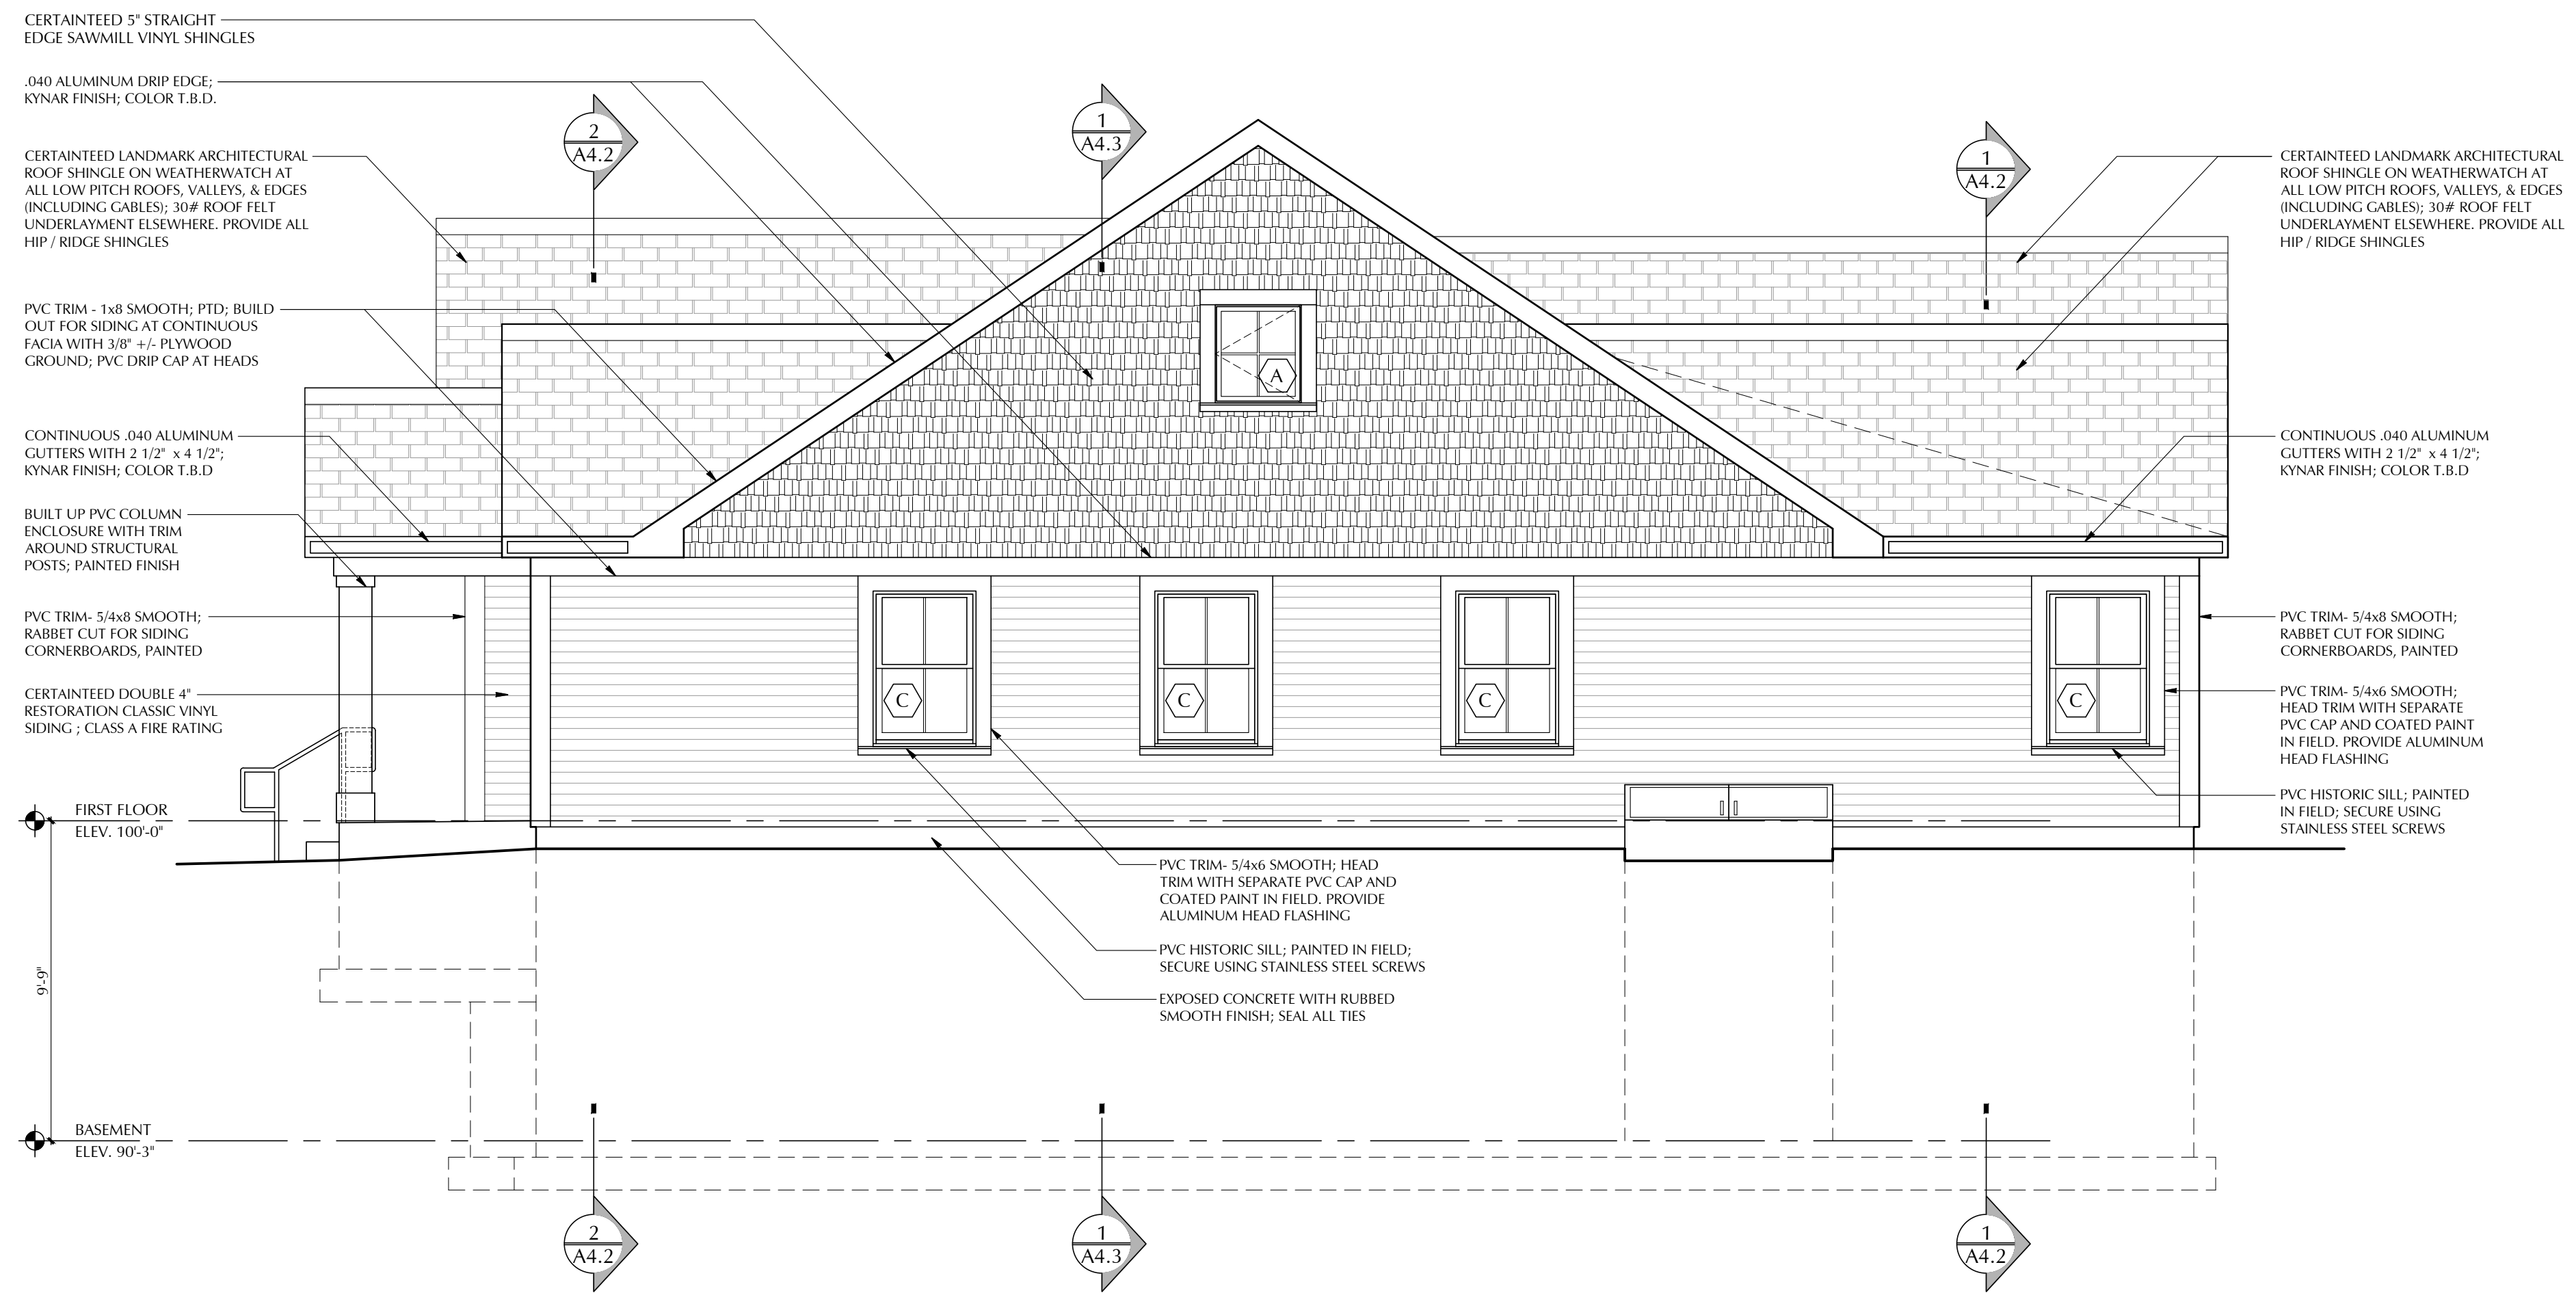 CERTAINTEED 5" STRAIGHT
EDGE SAWMILL VINYL SHINGLES
.040 ALUMINUM DRIP EDGE;
KYNAR FINISH; COLOR T.B.D.
CERTAINTEED LANDMARK ARCHITECTURAL
ROOF SHINGLE ON WEATHERWATCH AT
ALL LOW PITCH ROOFS, VALLEYS, & EDGES
(INCLUDING GABLES); 30# ROOF FELT
UNDERLAYMENT ELSEWHERE. PROVIDE ALL
HIP / RIDGE SHINGLES
PVC TRIM - 1x8 SMOOTH; PTD; BUILD
OUT FOR SIDING AT CONTINUOUS
FACIA WITH 3/8" +/- PLYWOOD
GROUND; PVC DRIP CAP AT HEADS
CONTINUOUS .040 ALUMINUM
GUTTERS WITH 2 1/2" x 4 1/2";
KYNAR FINISH; COLOR T.B.D
BUILT UP PVC COLUMN
ENCLOSURE WITH TRIM
AROUND STRUCTURAL
POSTS; PAINTED FINISH
PVC TRIM- 5/4x8 SMOOTH;
RABBET CUT FOR SIDING
CORNERBOARDS, PAINTED
CERTAINTEED DOUBLE 4"
RESTORATION CLASSIC VINYL
SIDING ; CLASS A FIRE RATING
FIRST FLOOR
ELEV. 100'-0"
9'-9"
BASEMENT
ELEV. 90'-3"
2
A4.2
1
A4.3
1
A4.2
A
C
C
C
C
PVC TRIM- 5/4x6 SMOOTH; HEAD
TRIM WITH SEPARATE PVC CAP AND
COATED PAINT IN FIELD. PROVIDE
ALUMINUM HEAD FLASHING
PVC HISTORIC SILL; PAINTED IN FIELD;
SECURE USING STAINLESS STEEL SCREWS
EXPOSED CONCRETE WITH RUBBED
SMOOTH FINISH; SEAL ALL TIES
2
A4.2
1
A4.3
1
A4.2
CERTAINTEED LANDMARK ARCHITECTURAL
ROOF SHINGLE ON WEATHERWATCH AT
ALL LOW PITCH ROOFS, VALLEYS, & EDGES
(INCLUDING GABLES); 30# ROOF FELT
UNDERLAYMENT ELSEWHERE. PROVIDE ALL
HIP / RIDGE SHINGLES
CONTINUOUS .040 ALUMINUM
GUTTERS WITH 2 1/2" x 4 1/2";
KYNAR FINISH; COLOR T.B.D
PVC TRIM- 5/4x8 SMOOTH;
RABBET CUT FOR SIDING
CORNERBOARDS, PAINTED
PVC TRIM- 5/4x6 SMOOTH;
HEAD TRIM WITH SEPARATE
PVC CAP AND COATED PAINT
IN FIELD. PROVIDE ALUMINUM
HEAD FLASHING
PVC HISTORIC SILL; PAINTED
IN FIELD; SECURE USING
STAINLESS STEEL SCREWS